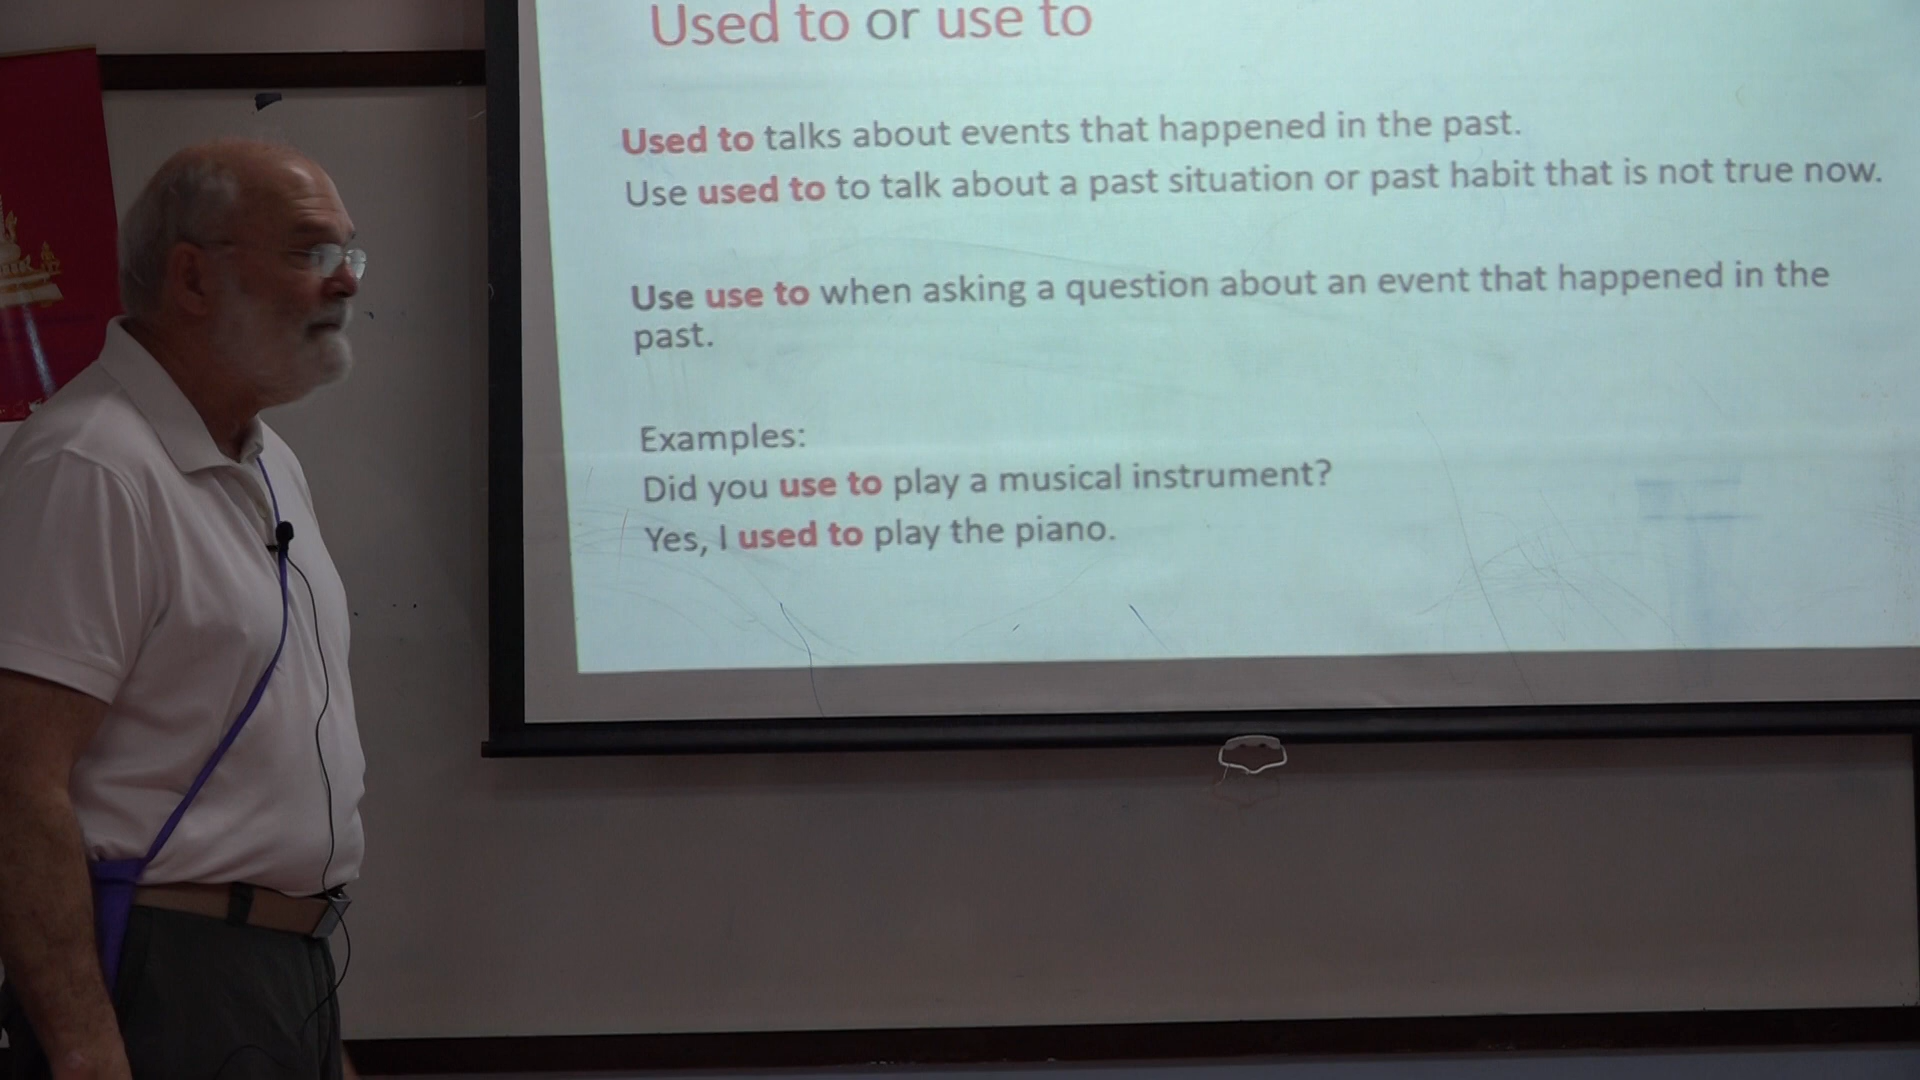 Used to or use to
Used to talks about events that happened in the past.
Use used to to talk about a past situation or past habit that is not true now.
Use use to when asking a question about an event that happened in the
past.
Examples:
Did you use to play a musical instrument?
Yes, I used to play the piano.